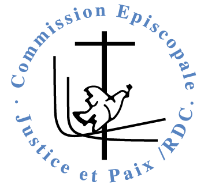 Commission Episcopale
· Justice et Paix /RDC. ·